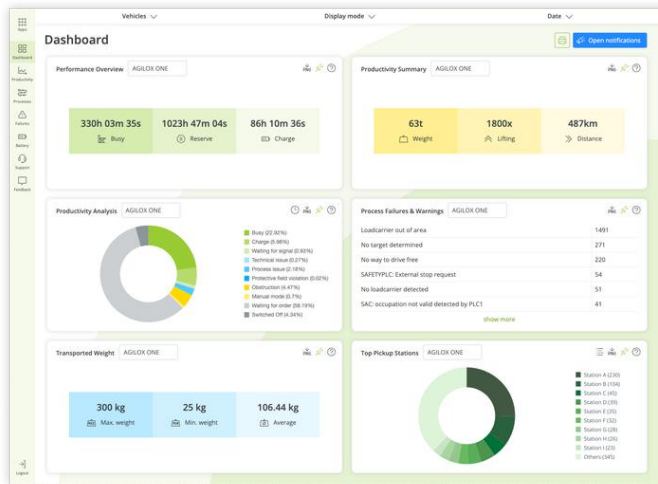 Vehicles
Display mode
Date
Apps
Dashboard
Productivity
Processes
Failures
Battery
Support
Feedback
Logout
Dashboard
Open notifications
Performance Overview AGILOX ONE PNG
330h 03m 35s 1023h 47m 04s 86h 10m 36s
Busy Reserve Charge
Productivity Summary AGILOX ONE PNG
63t 1800x 487km
Weight Lifting Distance
Productivity Analysis AGILOX ONE PNG
Busy (22.92%)
Charge (5.98%)
Waiting for signal (0.93%)
Technical issue (0.27%)
Process issue (2.18%)
Protective field violation (0.02%)
Obstruction (4.47%)
Manual mode (0.7%)
Waiting for order (58.19%)
Switched Off (4.34%)
Process Failures & Warnings AGILOX ONE PNG
Loadcarrier out of area 1491
No target determined 271
No way to drive free 220
SAFETYPLC: External stop request 54
No loadcarrier detected 51
SAC: occupation not valid detected by PLC1 41
show more
Transported Weight AGILOX ONE PNG
300 kg 25 kg 106.44 kg
Max. weight Min. weight Average
Top Pickup Stations AGILOX ONE PNG
Station A (230)
Station B (104)
Station C (45)
Station D (39)
Station E (35)
Station F (32)
Station G (28)
Station H (26)
Station I (23)
Others (345)